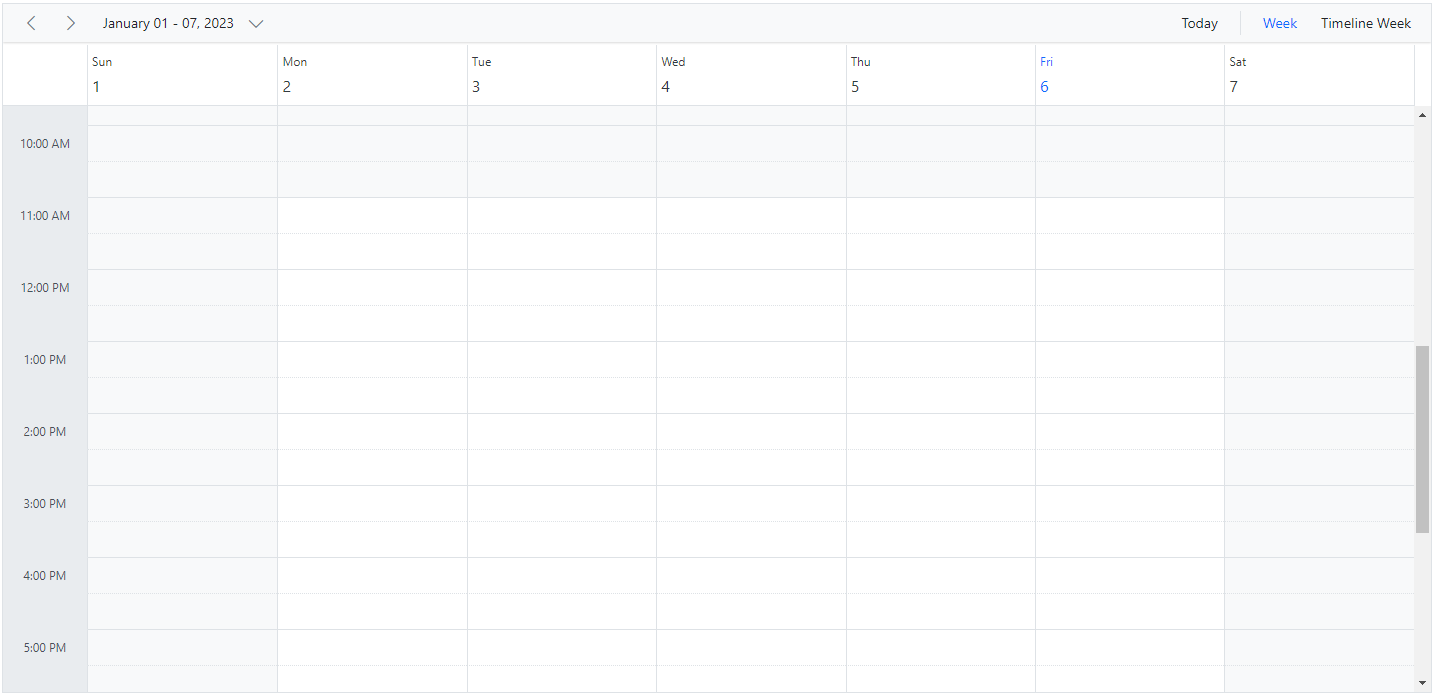 January 01 - 07, 2023 Today Week Timeline Week
Sun Mon Tue Wed Thu Fri Sat
1 2 3 4 5 6 7
10:00 AM
11:00 AM
12:00 PM
1:00 PM
2:00 PM
3:00 PM
4:00 PM
5:00 PM